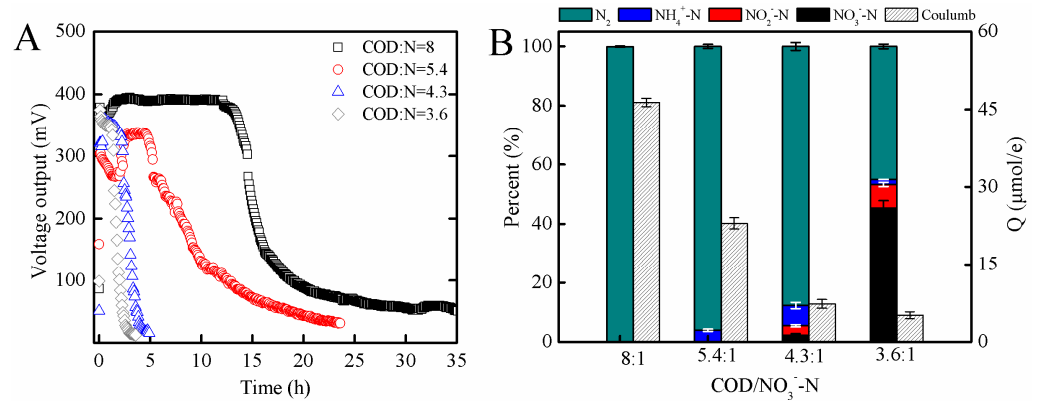 A
500
400
300
200
100
Voltage output (mV)
0 5 10 15 20 25 30 35
Time (h)
COD:N=8
COD:N=5.4
COD:N=4.3
COD:N=3.6
B
N₂ NH₄⁺-N NO₂⁻-N NO₃⁻-N Coulumb
100
80
60
40
20
0
Percent (%)
60
45
30
15
0
Q (μmol/e)
8:1 5.4:1 4.3:1 3.6:1
COD/NO₃⁻-N